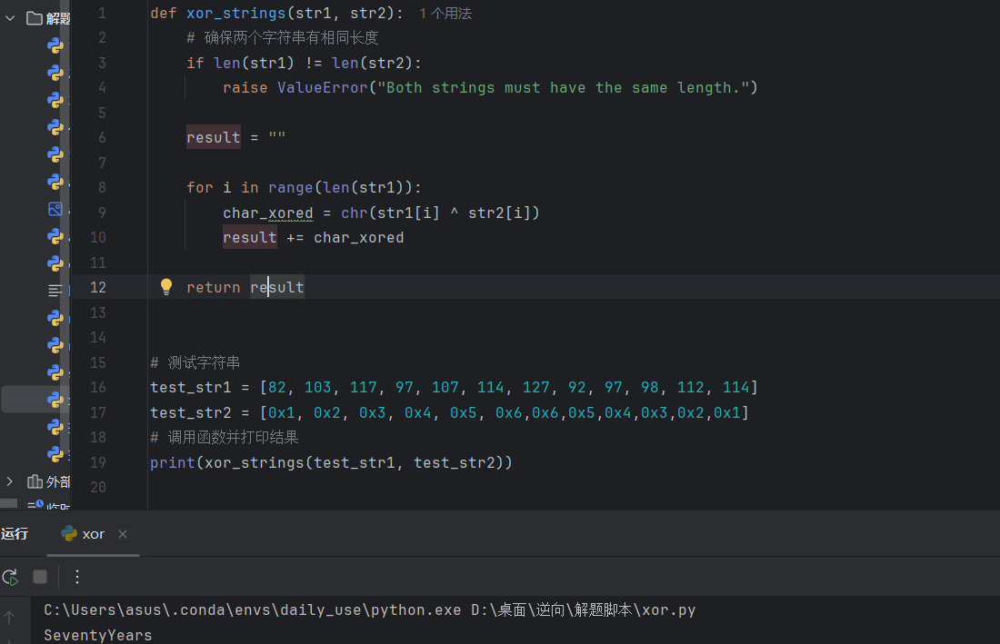 解题
1 def xor_strings(str1, str2): 1 个用法
2 # 确保两个字符串有相同长度
3 if len(str1) != len(str2):
4 raise ValueError("Both strings must have the same length.")
5
6 result = ""
7
8 for i in range(len(str1)):
9 char_xored = chr(str1[i] ^ str2[i])
10 result += char_xored
11
12 return result
13
14
15 # 测试字符串
16 test_str1 = [82, 103, 117, 97, 107, 114, 127, 92, 97, 98, 112, 114]
17 test_str2 = [0x1, 0x2, 0x3, 0x4, 0x5, 0x6,0x6,0x5,0x4,0x3,0x2,0x1]
18 # 调用函数并打印结果
19 print(xor_strings(test_str1, test_str2))
20
外部
临时
运行 xor
C:\Users\asus\.conda\envs\daily_use\python.exe D:\桌面\逆向\解题脚本\xor.py
SeventyYears